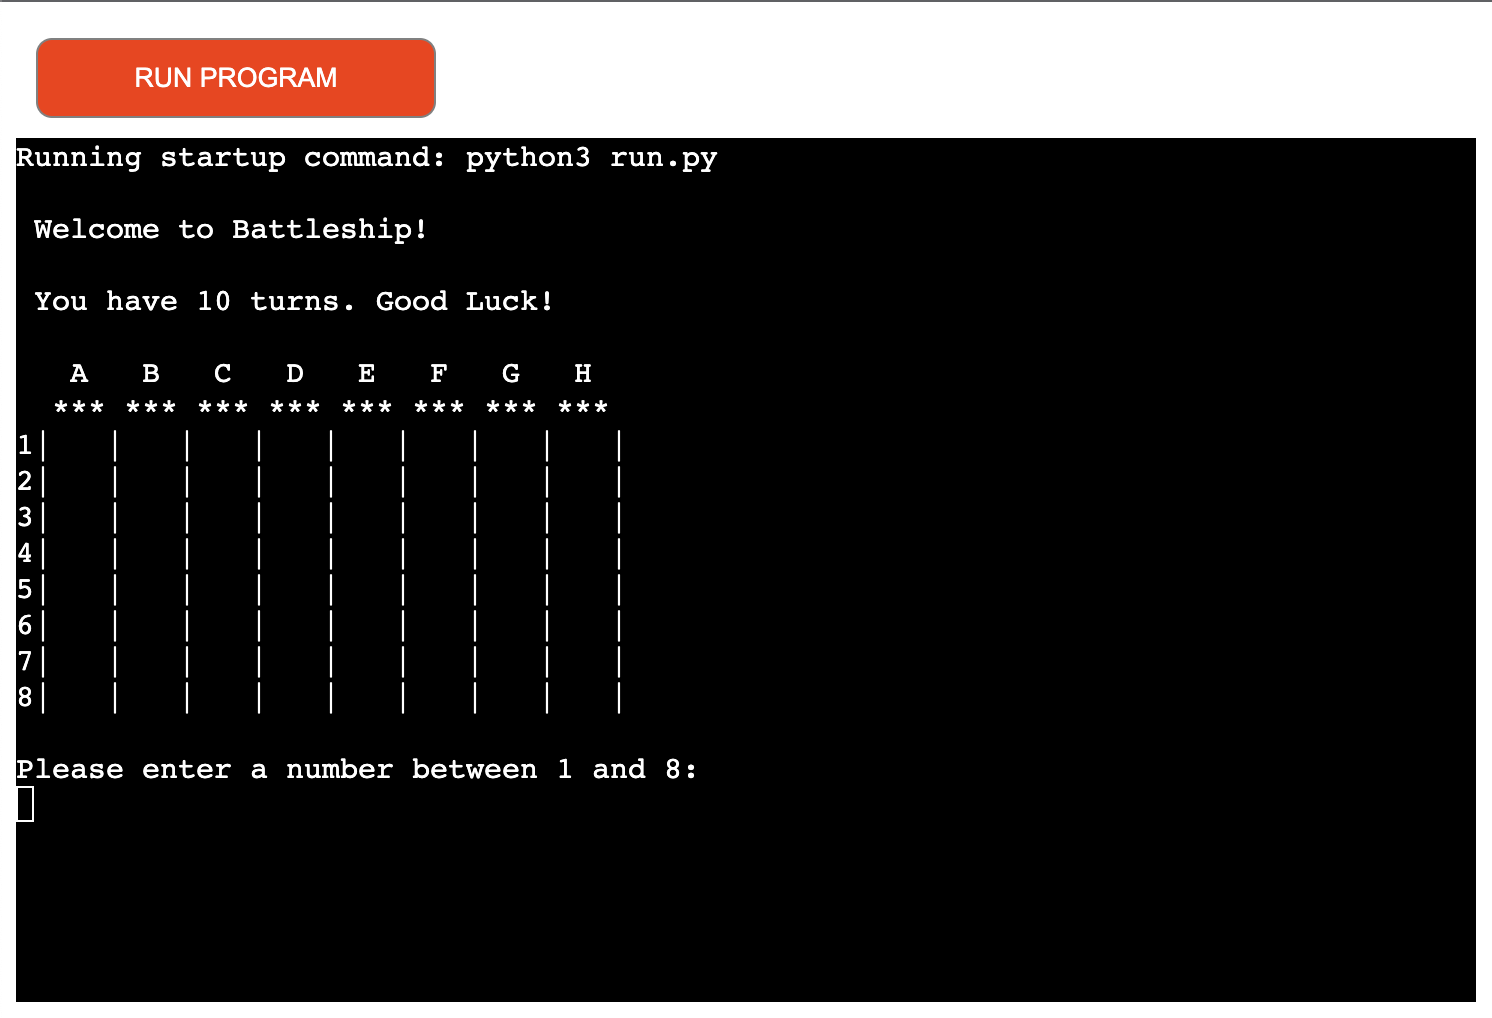 RUN PROGRAM
Running startup command: python3 run.py
Welcome to Battleship!
You have 10 turns. Good Luck!
    A   B   C   D   E   F   G   H
   *** *** *** *** *** *** *** ***
1|   |   |   |   |   |   |   |   |
2|   |   |   |   |   |   |   |   |
3|   |   |   |   |   |   |   |   |
4|   |   |   |   |   |   |   |   |
5|   |   |   |   |   |   |   |   |
6|   |   |   |   |   |   |   |   |
7|   |   |   |   |   |   |   |   |
8|   |   |   |   |   |   |   |   |
Please enter a number between 1 and 8: